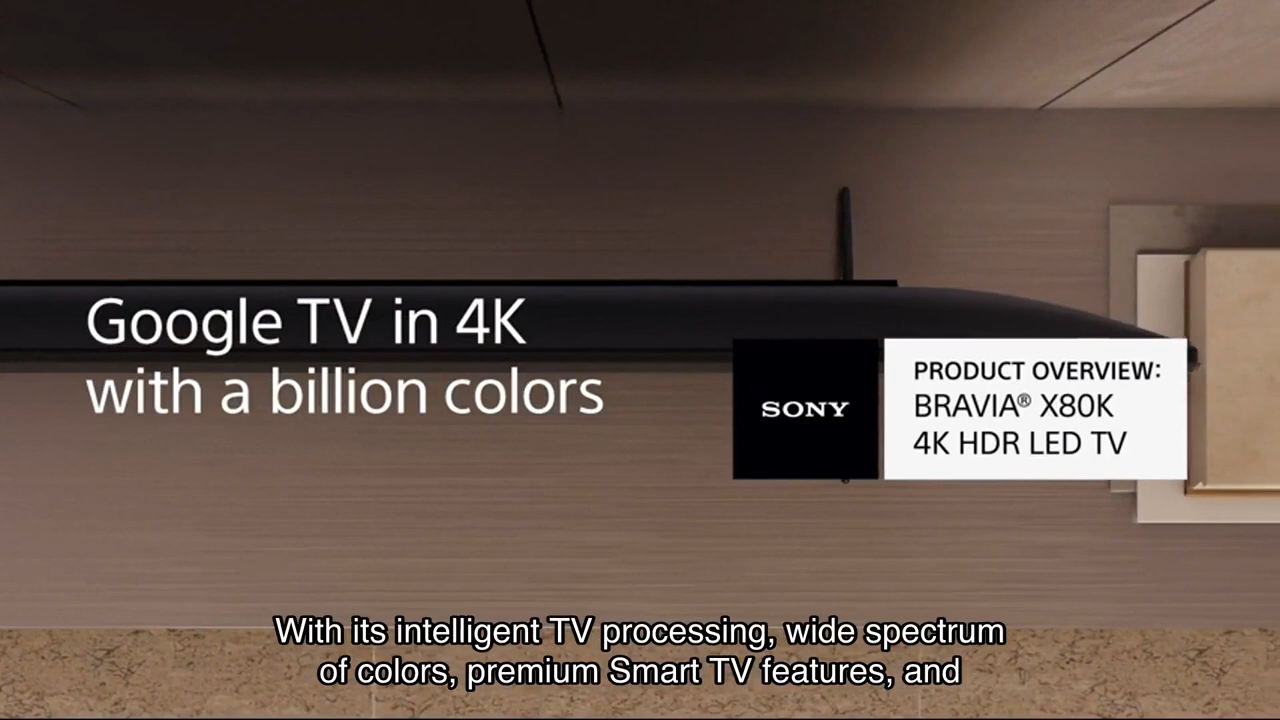 Google TV in 4K
with a billion colors
SONY
PRODUCT OVERVIEW:
BRAVIA® X80K
4K HDR LED TV
With its intelligent TV processing, wide spectrum
of colors, premium Smart TV features, and